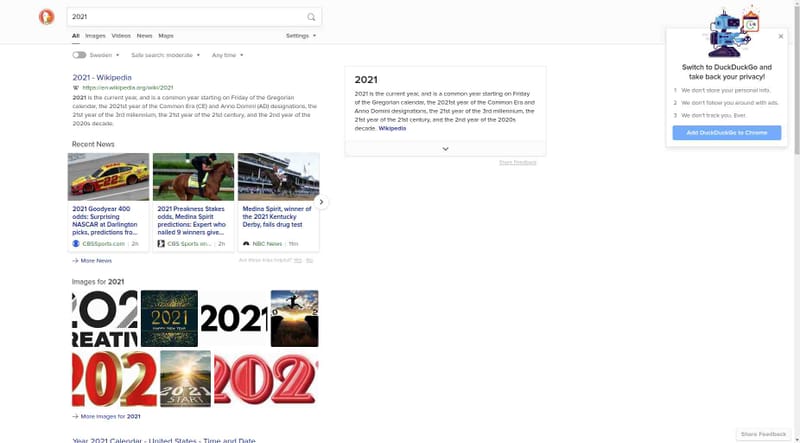 2021
All Images Videos News Maps Settings
Sweden Safe search: moderate Any time
2021 - Wikipedia
W https://en.wikipedia.org/wiki/2021
2021 is the current year, and is a common year starting on Friday of the Gregorian
calendar, the 2021st year of the Common Era (CE) and Anno Domini (AD) designations, the
21st year of the 3rd millennium, the 21st year of the 21st century, and the 2nd year of the
2020s decade.
Recent News
2021 Goodyear 400
odds: Surprising
NASCAR at Darlington
picks, predictions fro...
CBSSports.com 2h
2021 Preakness Stakes
odds, Medina Spirit
predictions: Expert who
nailed 9 winners give...
CBS Sports on... 2h
Medina Spirit, winner of
the 2021 Kentucky
Derby, fails drug test
NBC News 11m
→ More News
Are these links helpful? Yes No
Images for 2021
2021
CREATIV
2021
HAPPY NEW YEAR
2021
202
2021
START
2021
→ More Images for 2021
Year 2021 Calendar - United States - Time and Date
2021
2021 is the current year, and is a common year starting on Friday
of the Gregorian calendar, the 2021st year of the Common Era and
Anno Domini designations, the 21st year of the 3rd millennium, the
21st year of the 21st century, and the 2nd year of the 2020s
decade. Wikipedia
Share Feedback
Switch to DuckDuckGo and
take back your privacy!
1 We don't store your personal info.
2 We don't follow you around with ads.
3 We don't track you. Ever.
Add DuckDuckGo to Chrome
Share Feedback